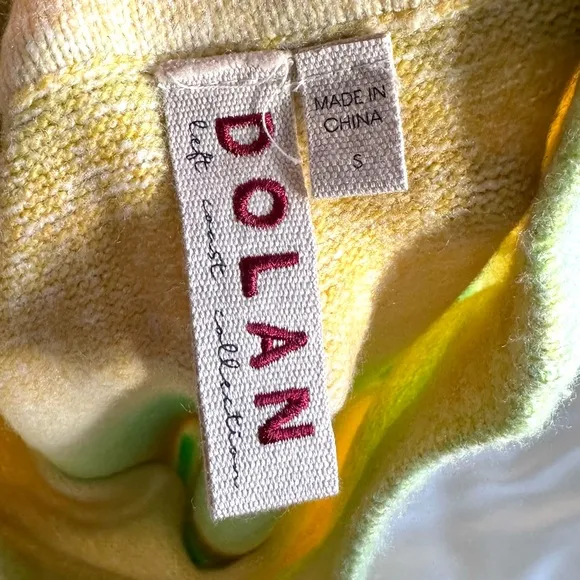 DOLAN
left coast collection
MADE IN
CHINA
S